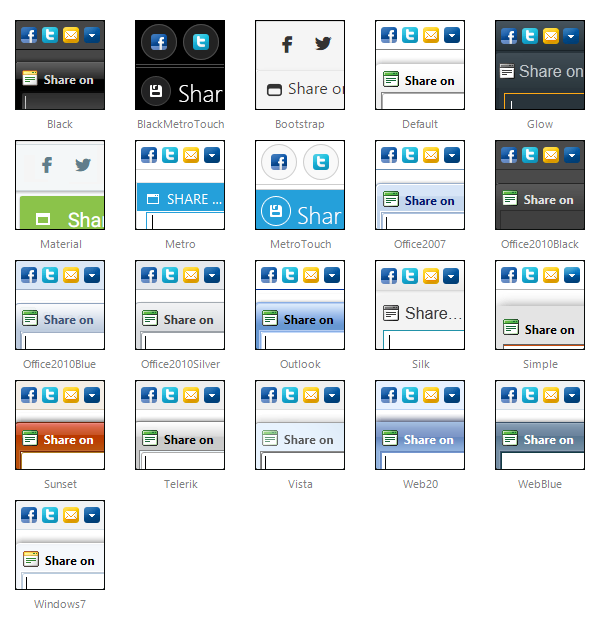 Share on
Shar
Share o
Share on
Share on
Black
BlackMetroTouch
Bootstrap
Default
Glow
Shar
SHARE ...
Shar
Share on
Share on
Material
Metro
MetroTouch
Office2007
Office2010Black
Share on
Share on
Share on
Share...
Share on
Office2010Blue
Office2010Silver
Outlook
Silk
Simple
Share on
Share on
Share on
Share on
Share on
Sunset
Telerik
Vista
Web20
WebBlue
Share on
Windows7